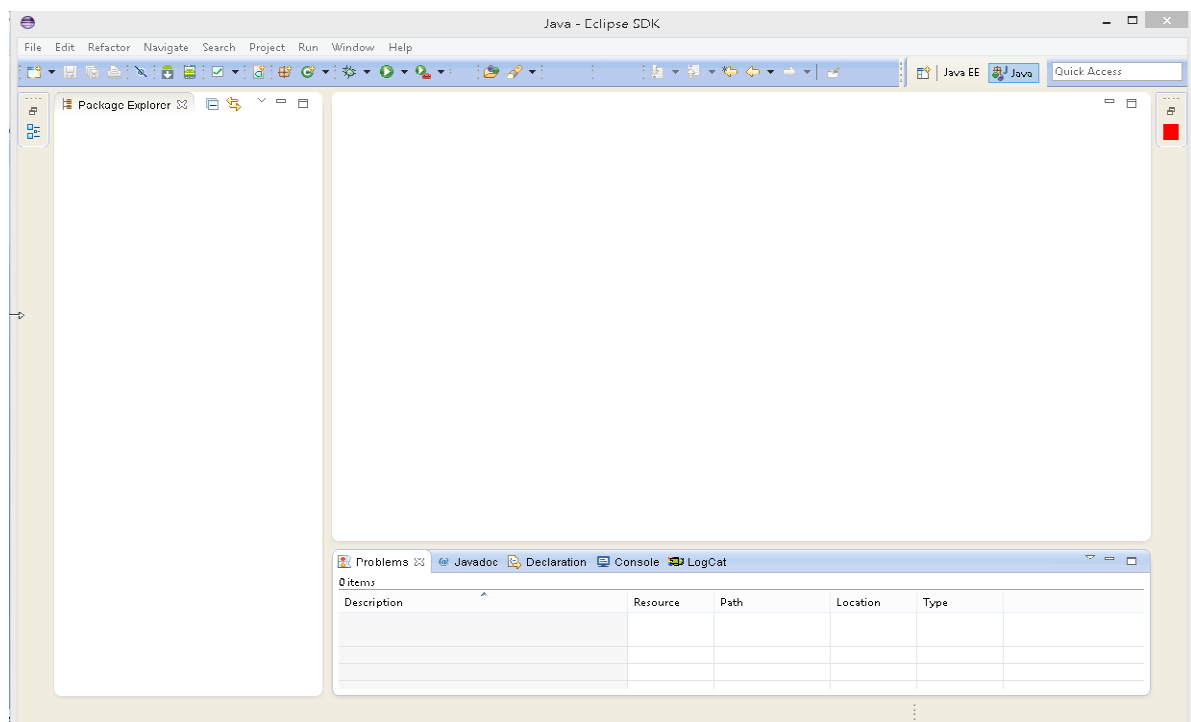 Java - Eclipse SDK
File Edit Refactor Navigate Search Project Run Window Help
Java EE Java Quick Access
Package Explorer
Problems @ Javadoc Declaration Console LogCat
0 items
Description Resource Path Location Type